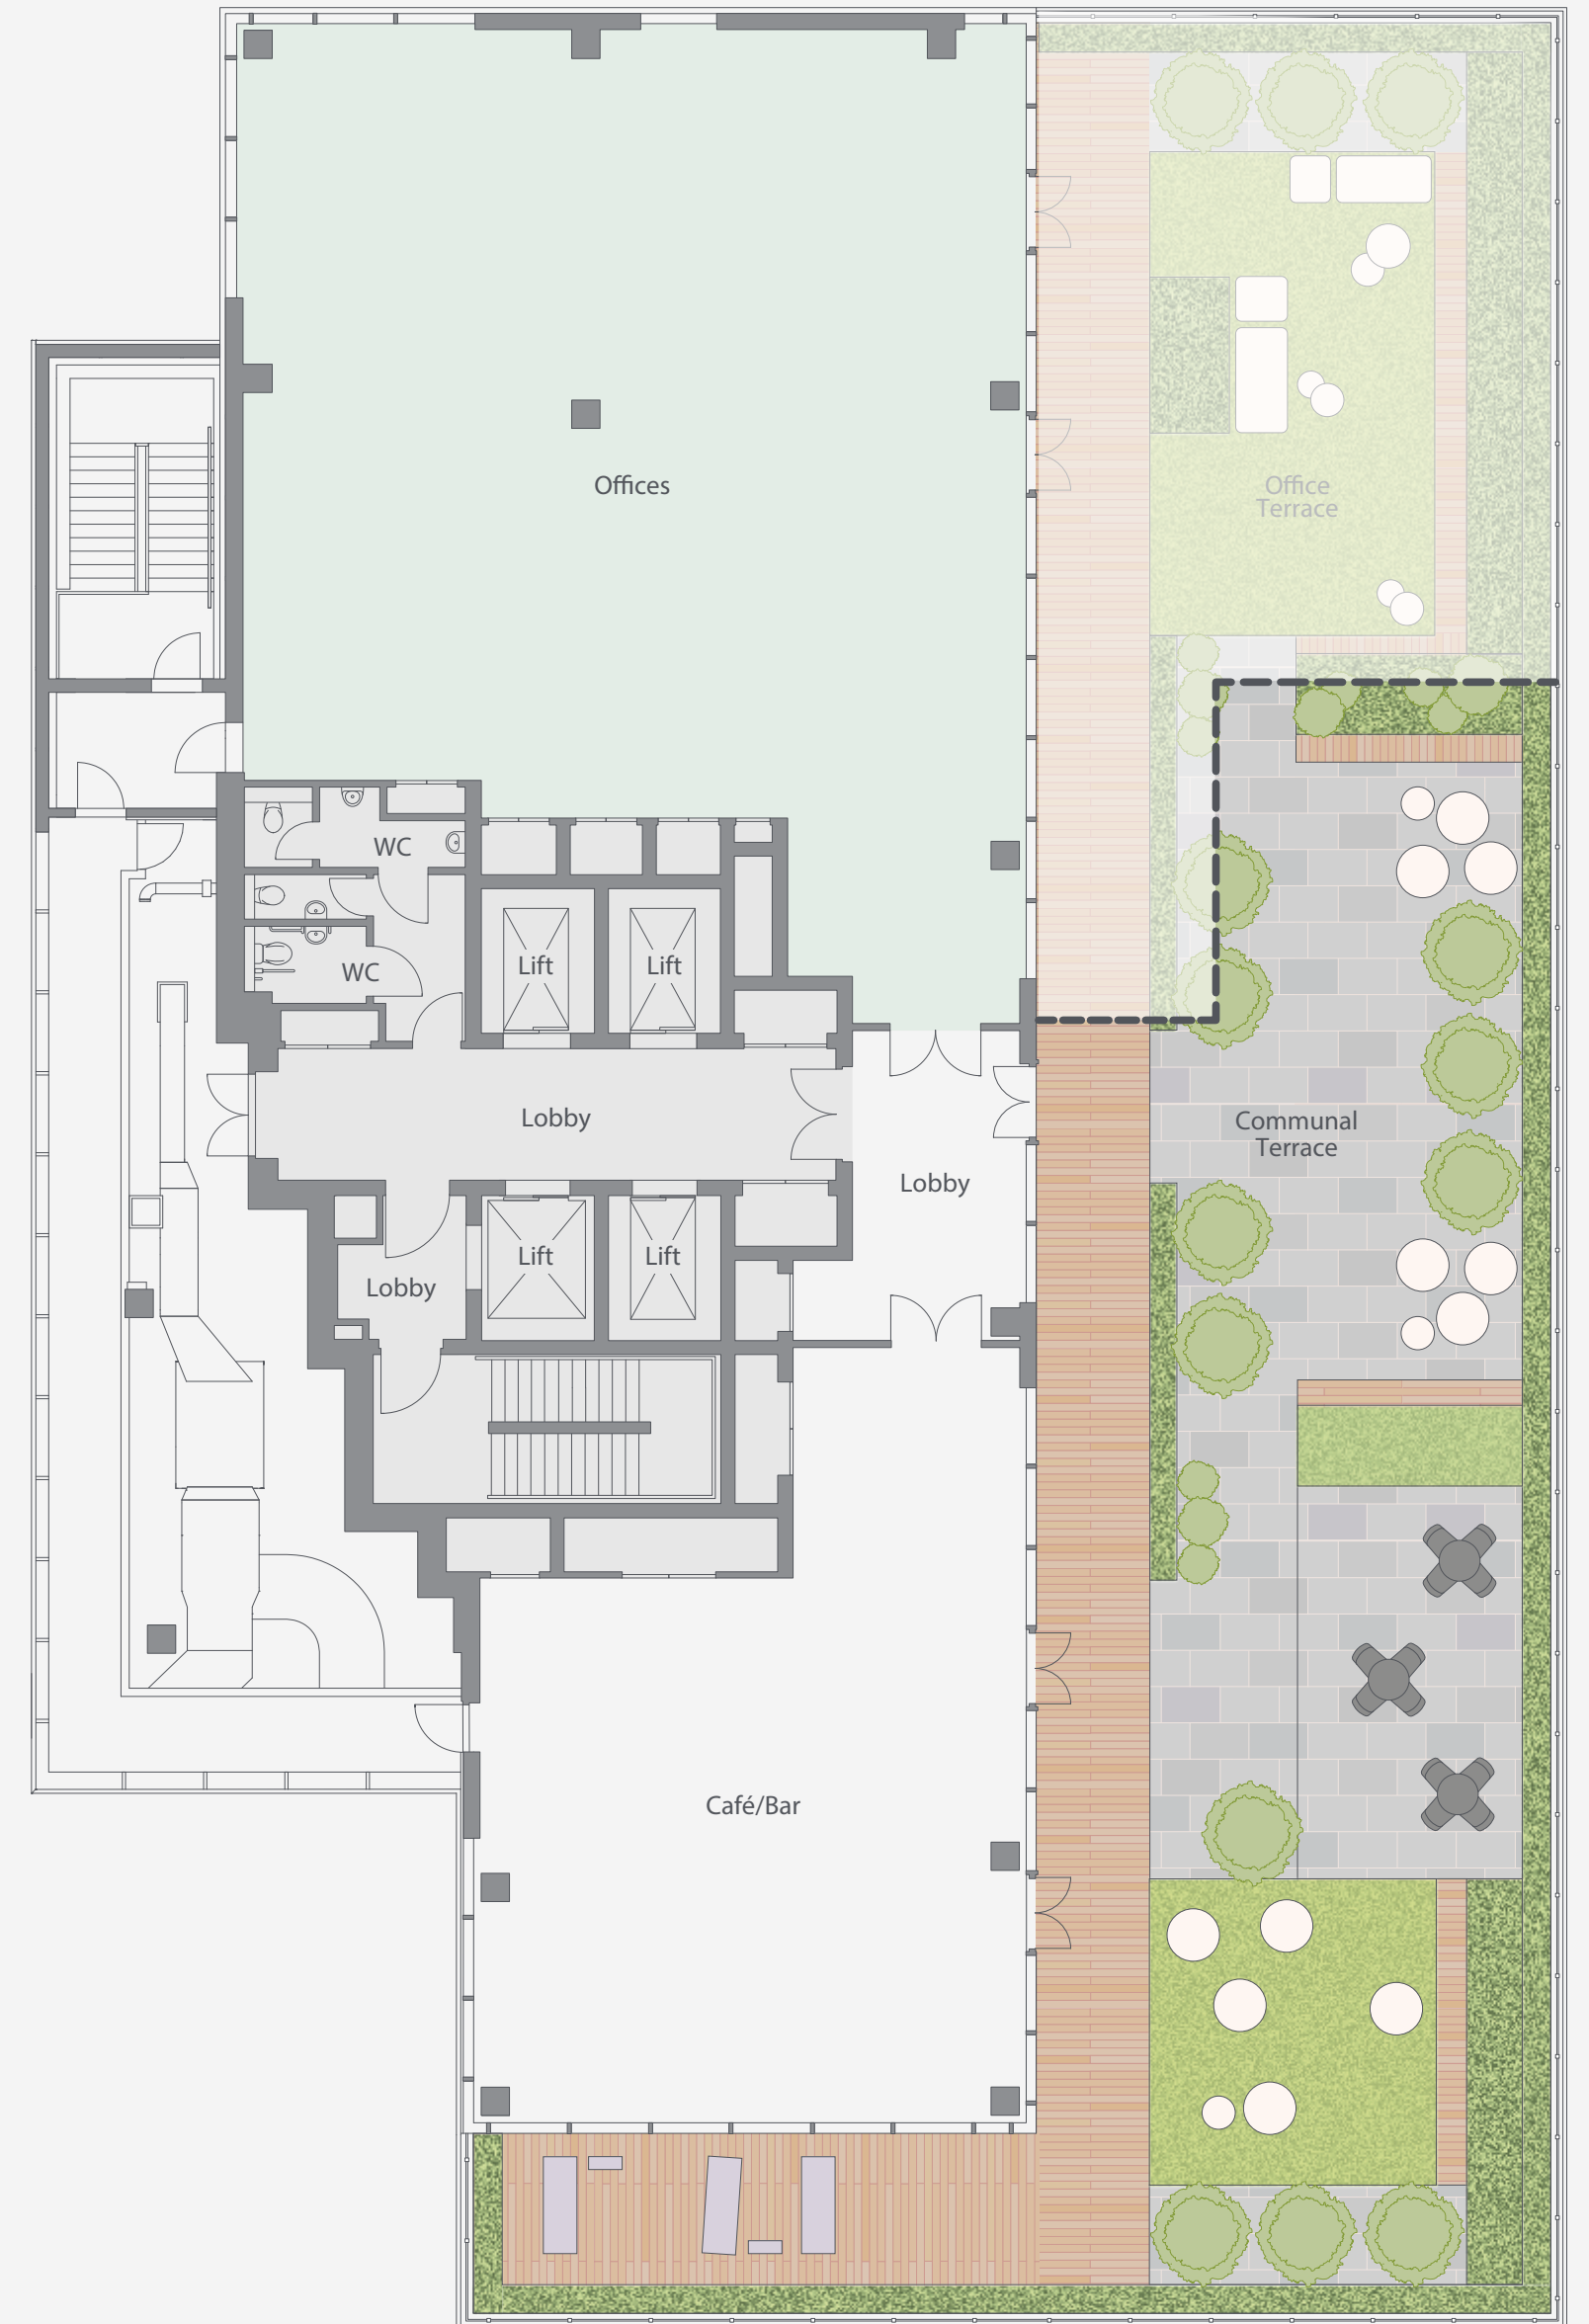 Offices
Office
Terrace
WC
WC
Lift
Lift
Lobby
Communal
Terrace
Lobby
Lift
Lift
Lobby
Café/Bar